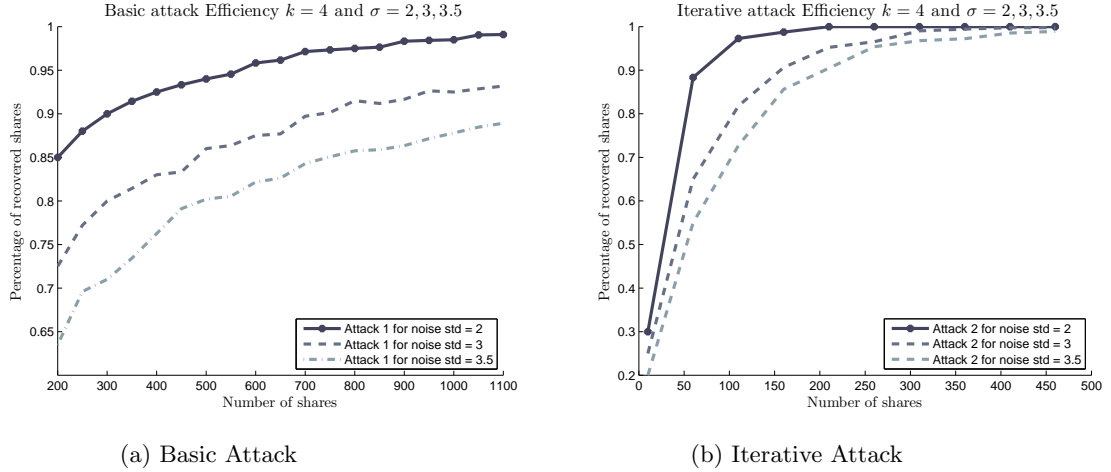 Basic attack Efficiency k = 4 and σ = 2, 3, 3.5
Percentage of recovered shares
1
0.95
0.9
0.85
0.8
0.75
0.7
0.65
200 300 400 500 600 700 800 900 1000 1100
Number of shares
Attack 1 for noise std = 2
Attack 1 for noise std = 3
Attack 1 for noise std = 3.5
(a) Basic Attack
Iterative attack Efficiency k = 4 and σ = 2, 3, 3.5
Percentage of recovered shares
1
0.9
0.8
0.7
0.6
0.5
0.4
0.3
0.2
0 50 100 150 200 250 300 350 400 450 500
Number of shares
Attack 2 for noise std = 2
Attack 2 for noise std = 3
Attack 2 for noise std = 3.5
(b) Iterative Attack